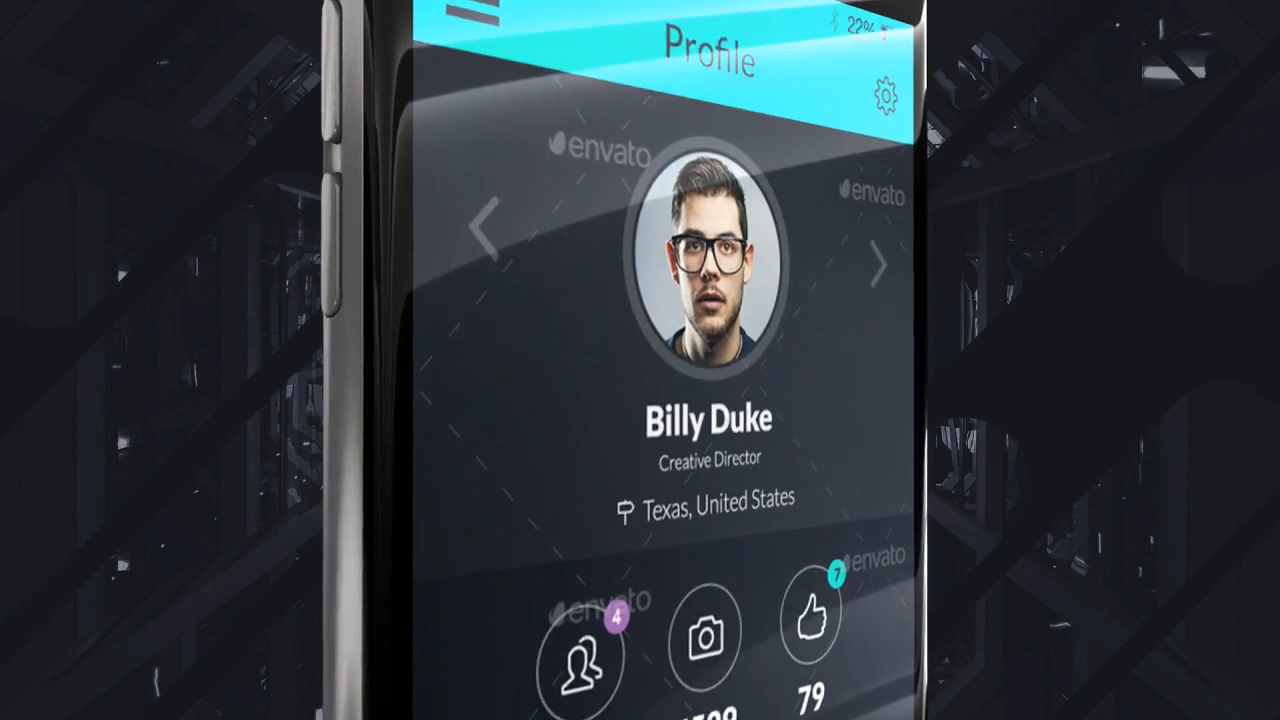 22%
Profile
envato
envato
Billy Duke
Creative Director
Texas, United States
envato
7
envato
4
79